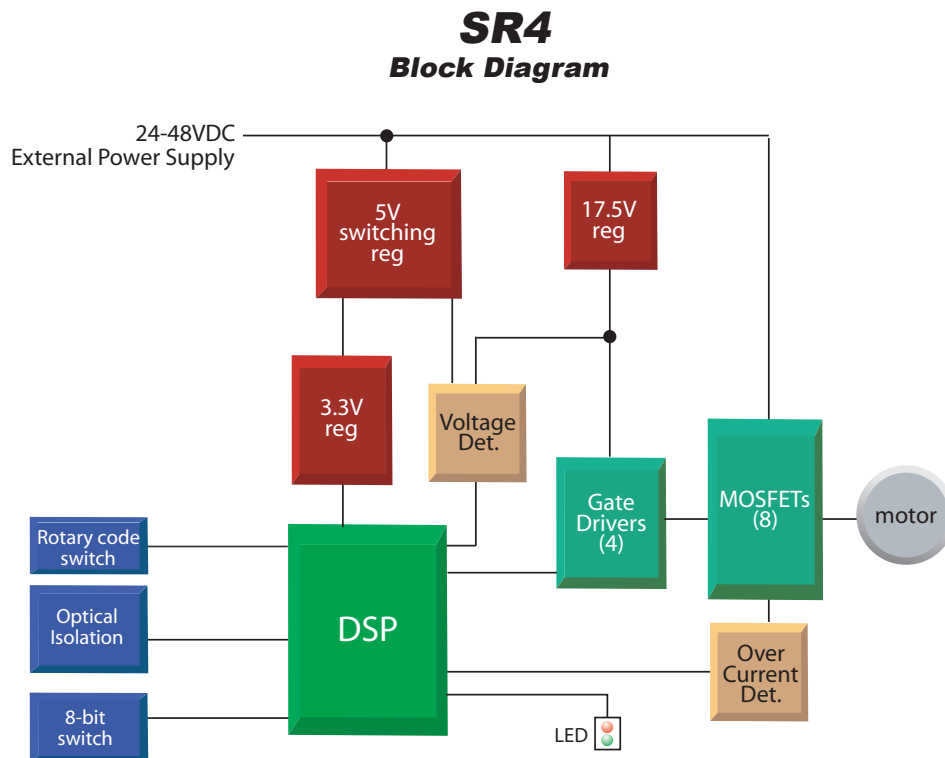 SR4
Block Diagram
24-48VDC
External Power Supply
5V
switching
reg
17.5V
reg
3.3V
reg
Voltage
Det.
Gate
Drivers
(4)
MOSFETs
(8)
motor
Rotary code
switch
Optical
Isolation
8-bit
switch
DSP
Over
Current
Det.
LED